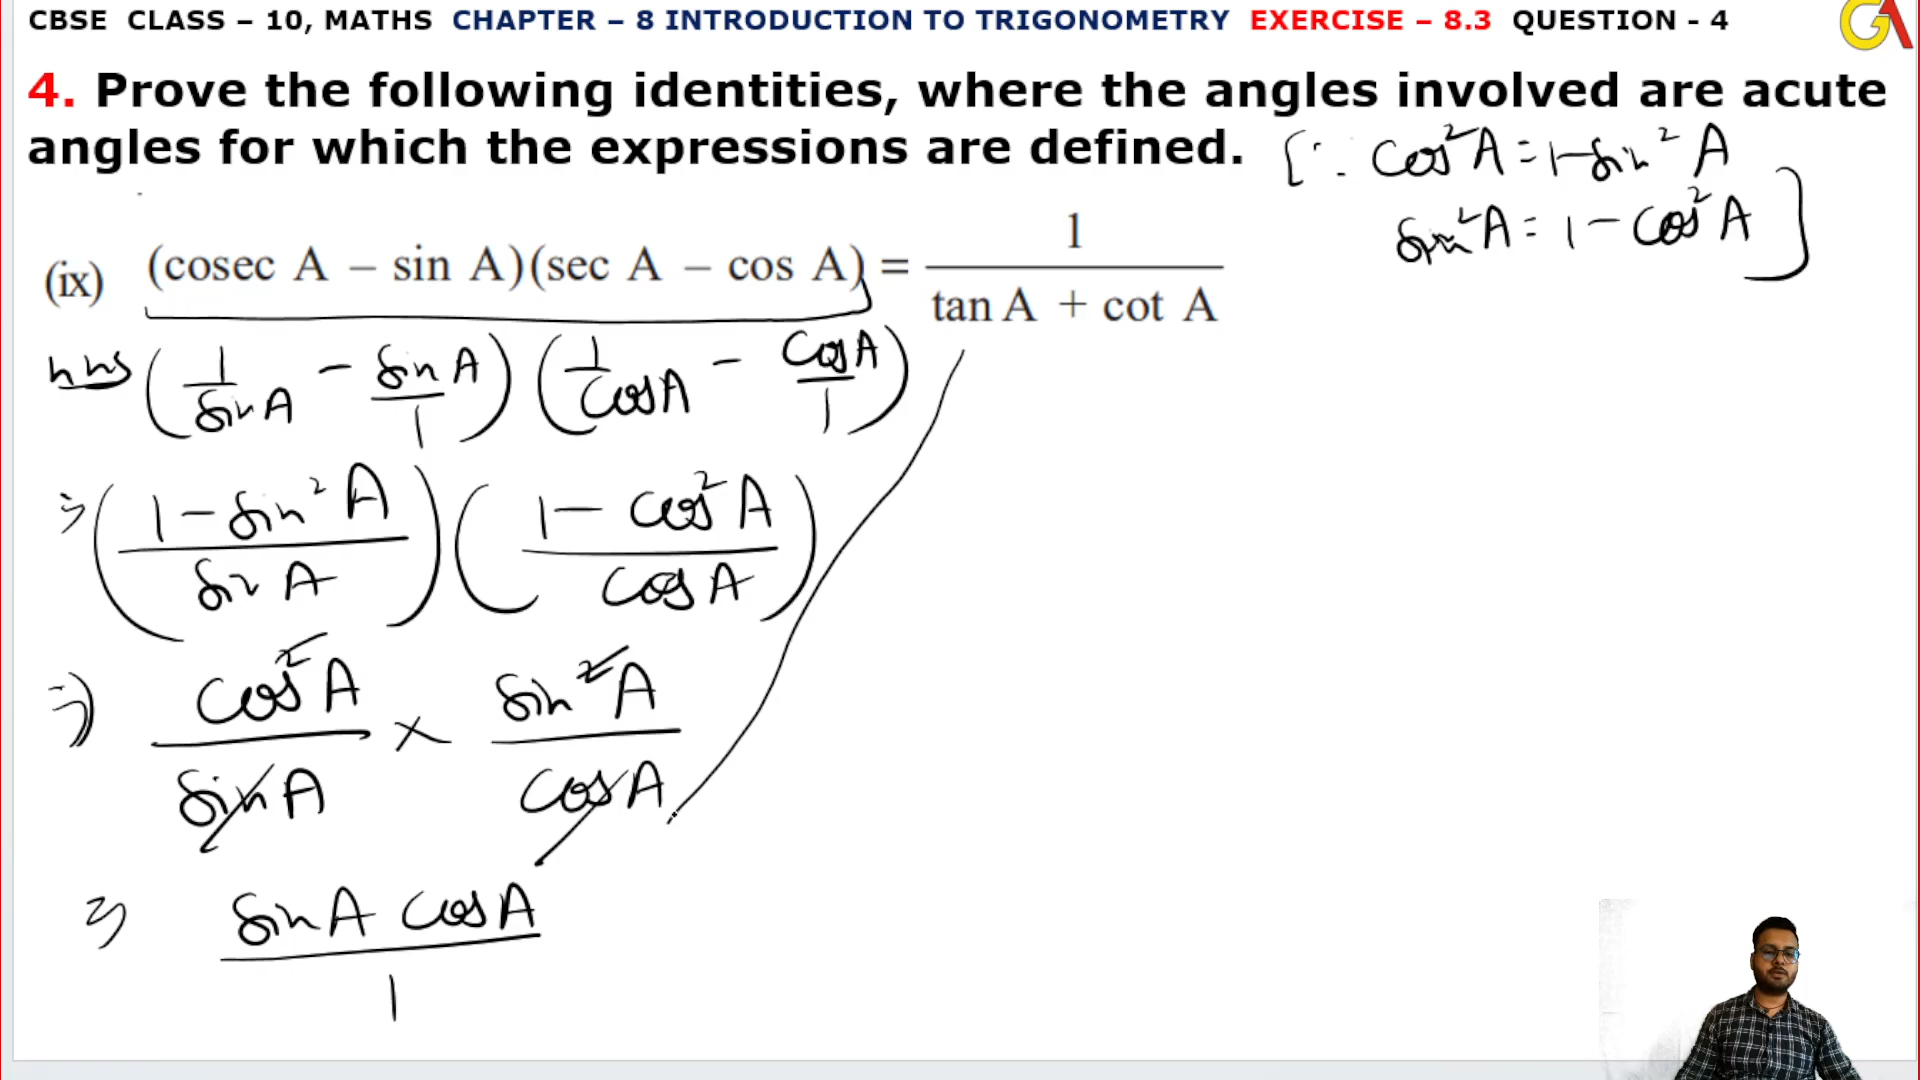 CBSE CLASS – 10, MATHS CHAPTER – 8 INTRODUCTION TO TRIGONOMETRY EXERCISE – 8.3 QUESTION - 4
GA
4. Prove the following identities, where the angles involved are acute
angles for which the expressions are defined.
[∵ cos²A = 1-sin²A
sin²A = 1 - cos²A ]
(ix) (cosec A – sin A)(sec A – cos A) = 1 / (tan A + cot A)
LHS (1/sinA - sinA/1) (1/cosA - cosA/1)
⇒ ((1 - sin²A)/sinA) ((1 - cos²A)/cosA)
⇒ cos²A/sinA × sin²A/cosA
⇒ sinA cosA / 1